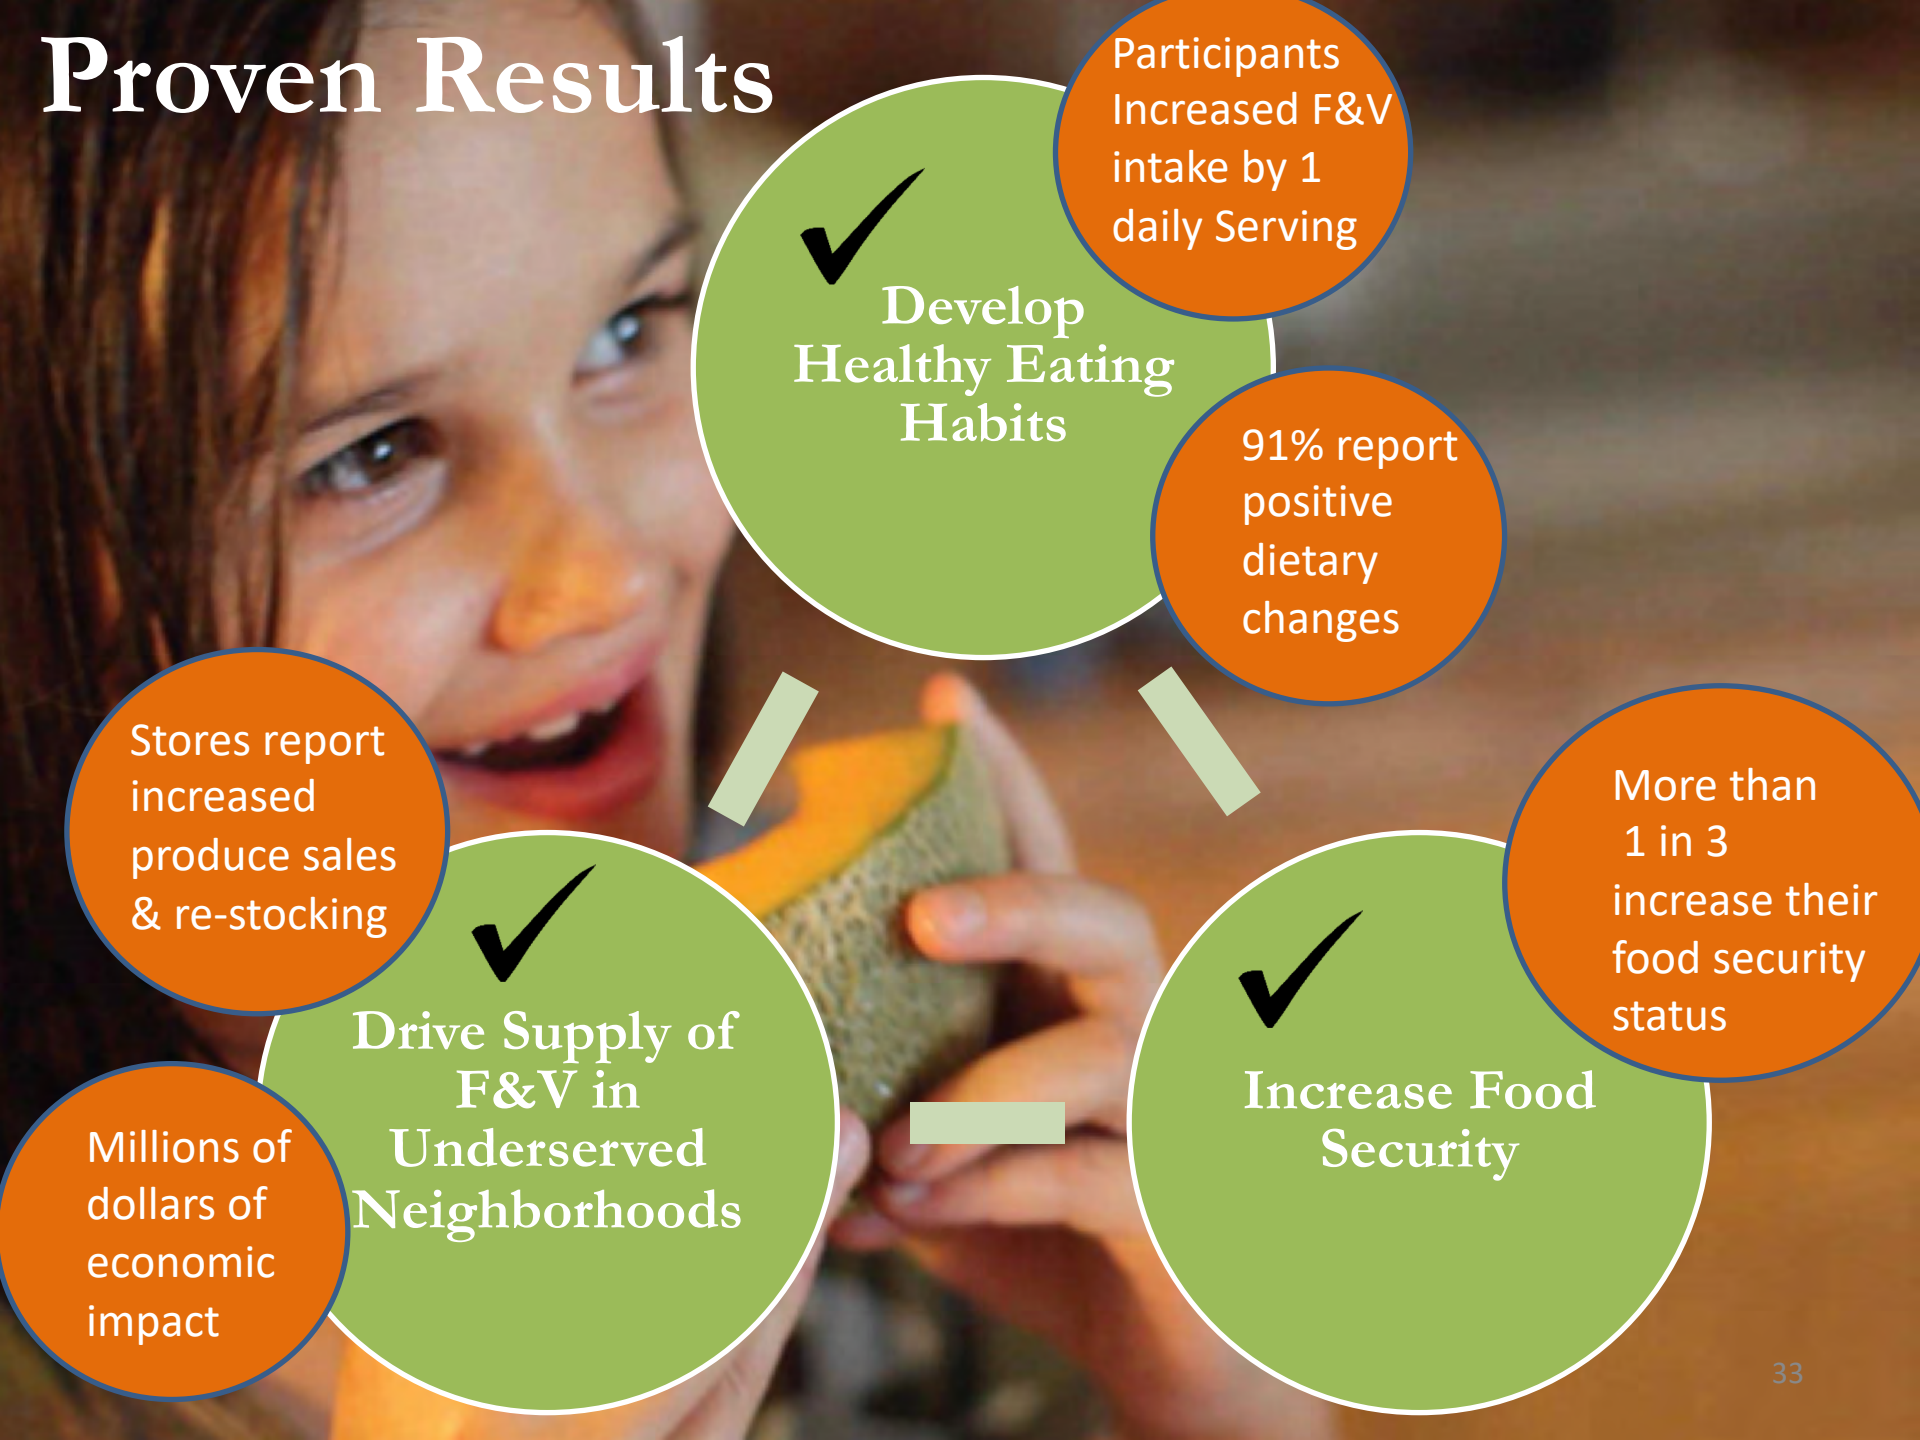 Proven Results
Participants
Increased F&V
intake by 1
daily Serving
Develop
Healthy Eating
Habits
91% report
positive
dietary
changes
Stores report
increased
produce sales
& re-stocking
Drive Supply of
F&V in
Underserved
Neighborhoods
Millions of
dollars of
economic
impact
More than
1 in 3
increase their
food security
status
Increase Food
Security
33